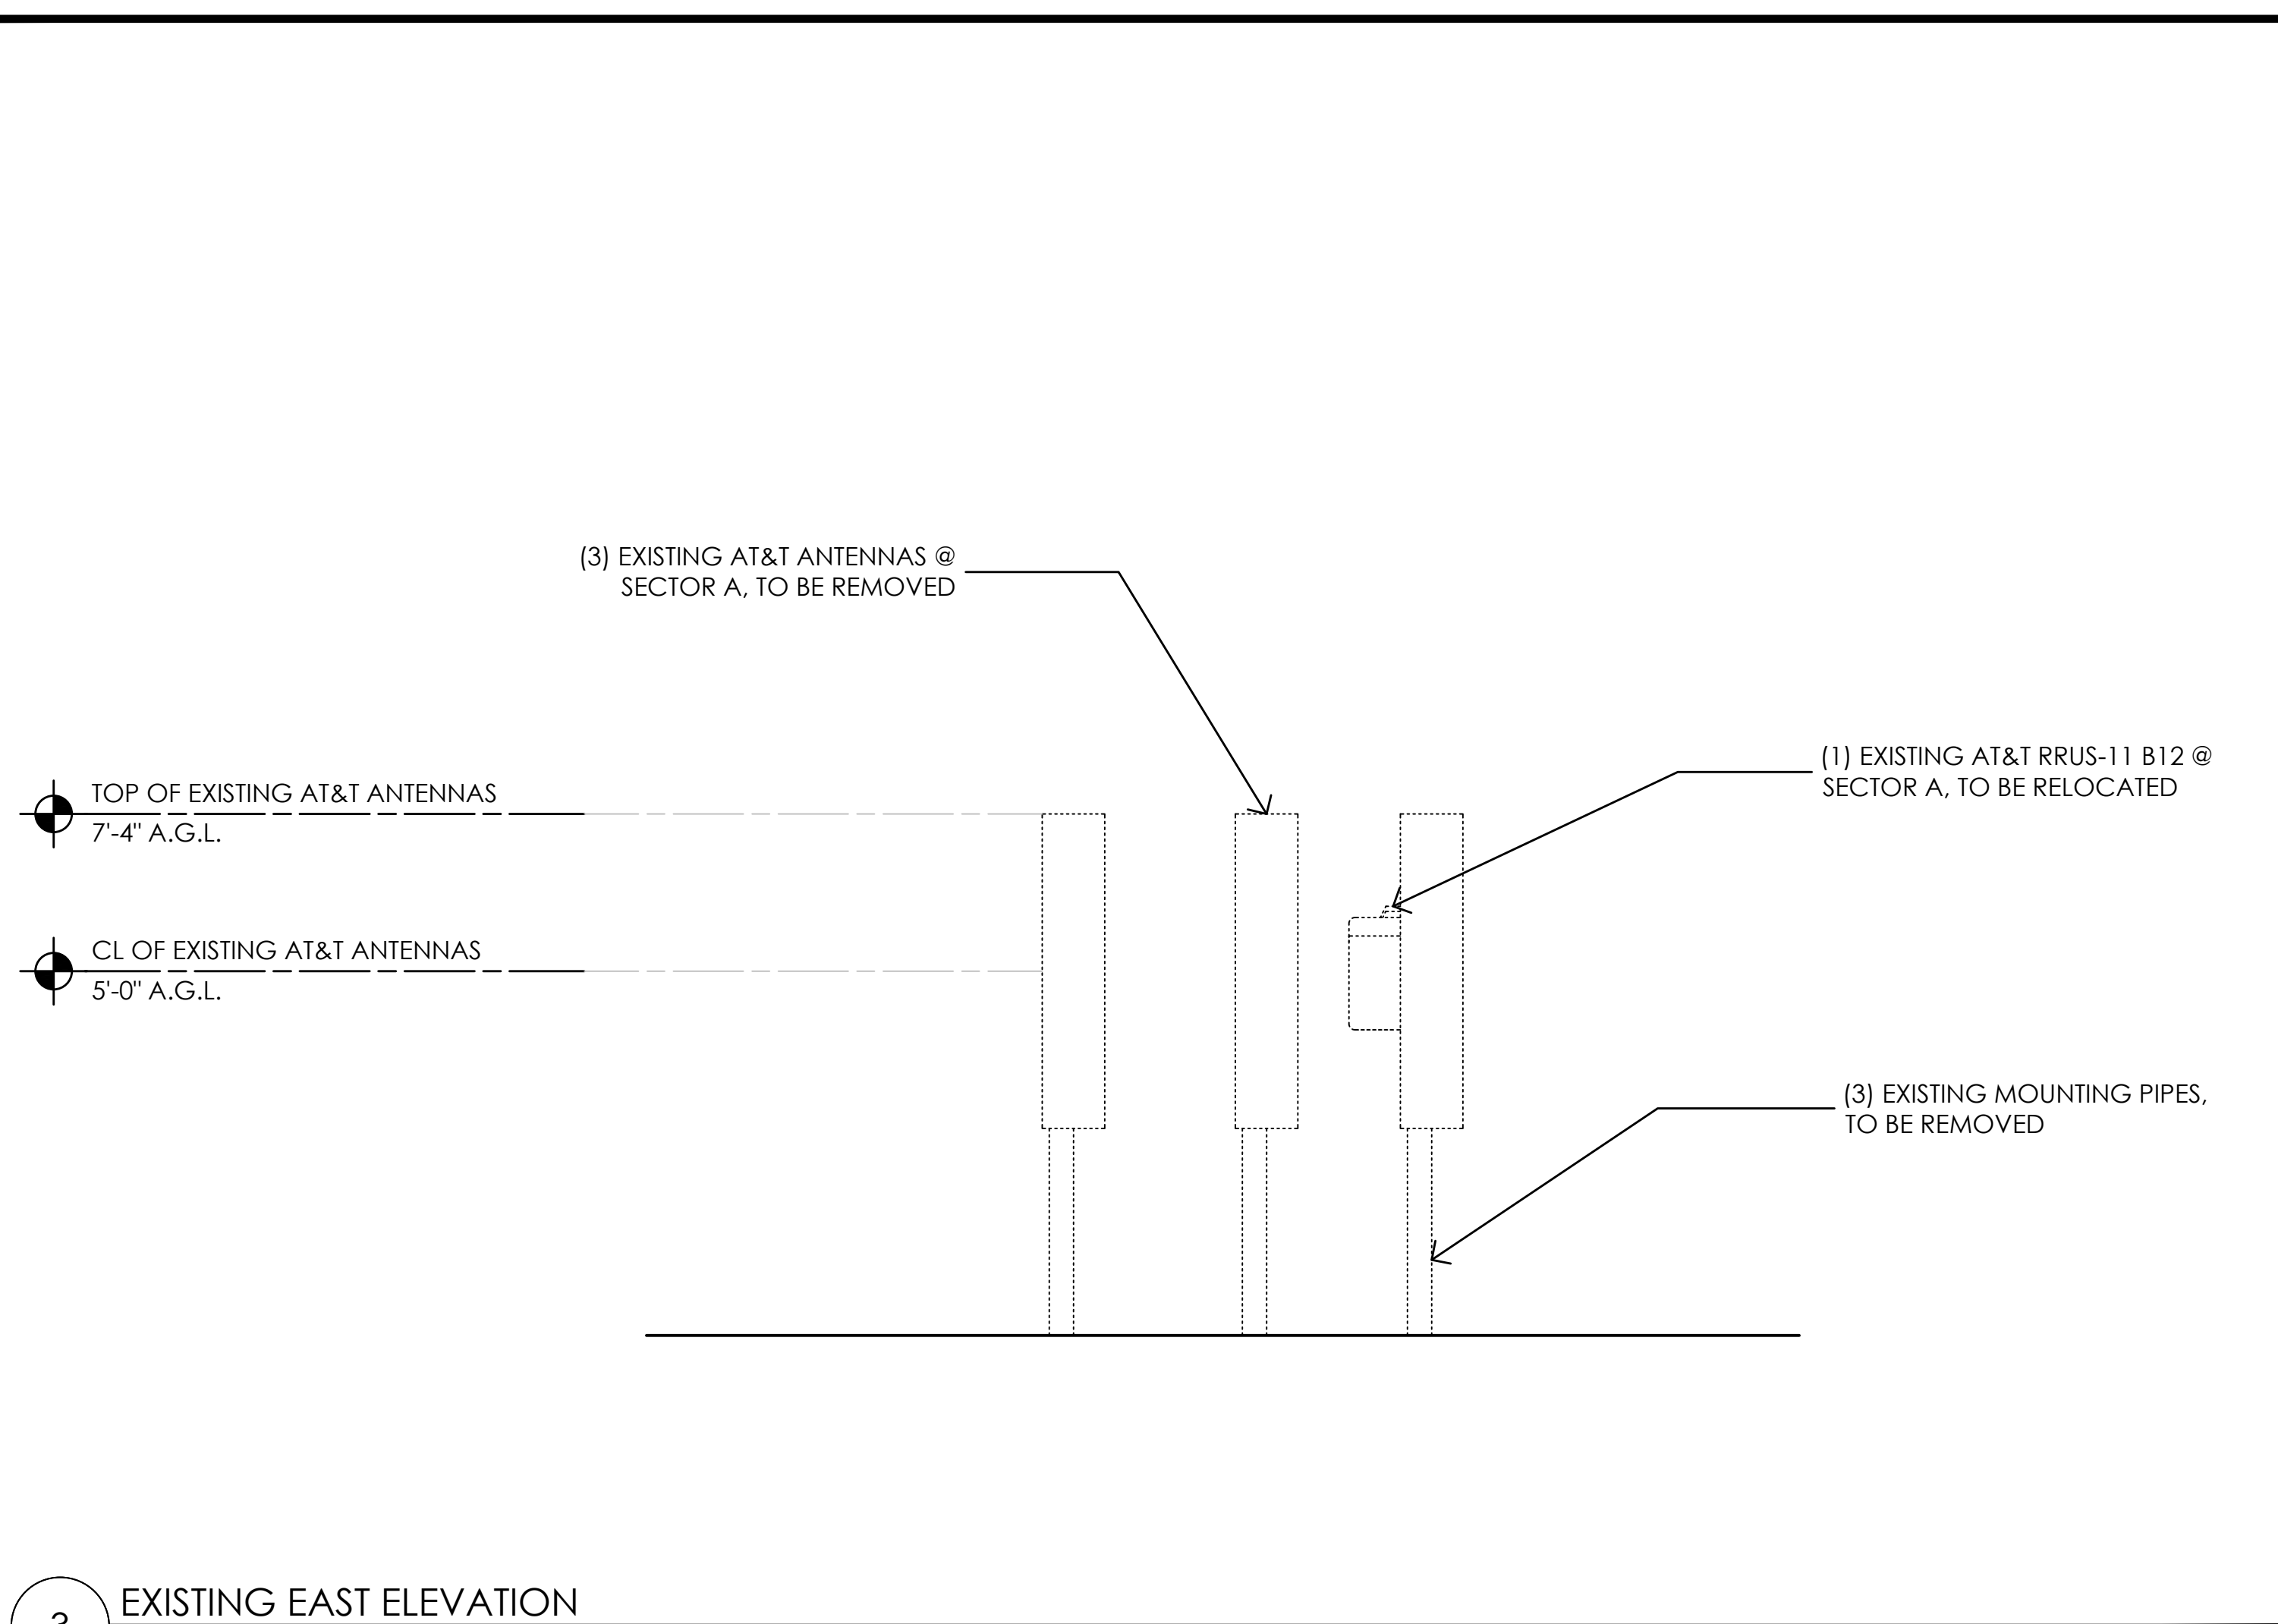 (3) EXISTING AT&T ANTENNAS @
SECTOR A, TO BE REMOVED
(1) EXISTING AT&T RRUS-11 B12 @
SECTOR A, TO BE RELOCATED
TOP OF EXISTING AT&T ANTENNAS
7'-4" A.G.L.
CL OF EXISTING AT&T ANTENNAS
5'-0" A.G.L.
(3) EXISTING MOUNTING PIPES,
TO BE REMOVED
3
EXISTING EAST ELEVATION